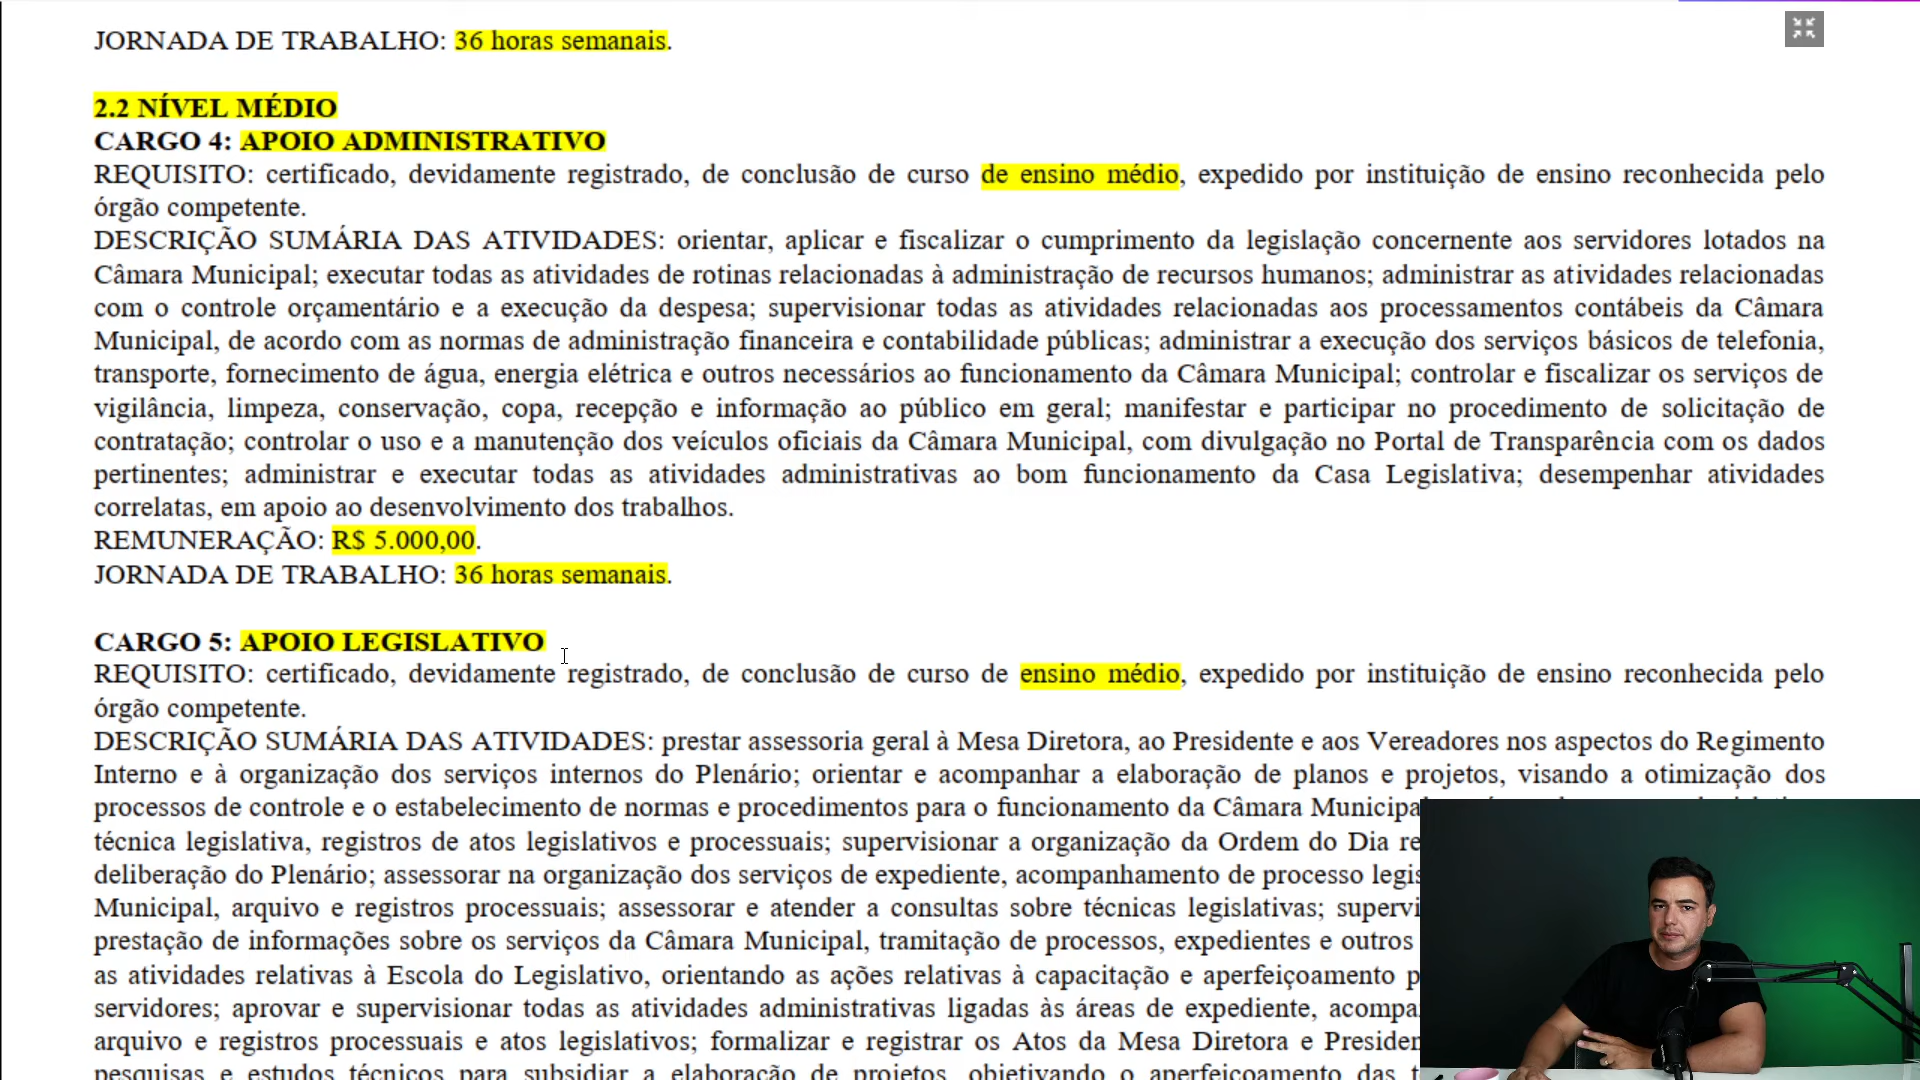 JORNADA DE TRABALHO: 36 horas semanais.
2.2 NÍVEL MÉDIO
CARGO 4: APOIO ADMINISTRATIVO
REQUISITO: certificado, devidamente registrado, de conclusão de curso de ensino médio, expedido por instituição de ensino reconhecida pelo
órgão competente.
DESCRIÇÃO SUMÁRIA DAS ATIVIDADES: orientar, aplicar e fiscalizar o cumprimento da legislação concernente aos servidores lotados na
Câmara Municipal; executar todas as atividades de rotinas relacionadas à administração de recursos humanos; administrar as atividades relacionadas
com o controle orçamentário e a execução da despesa; supervisionar todas as atividades relacionadas aos processamentos contábeis da Câmara
Municipal, de acordo com as normas de administração financeira e contabilidade públicas; administrar a execução dos serviços básicos de telefonia,
transporte, fornecimento de água, energia elétrica e outros necessários ao funcionamento da Câmara Municipal; controlar e fiscalizar os serviços de
vigilância, limpeza, conservação, copa, recepção e informação ao público em geral; manifestar e participar no procedimento de solicitação de
contratação; controlar o uso e a manutenção dos veículos oficiais da Câmara Municipal, com divulgação no Portal de Transparência com os dados
pertinentes; administrar e executar todas as atividades administrativas ao bom funcionamento da Casa Legislativa; desempenhar atividades
correlatas, em apoio ao desenvolvimento dos trabalhos.
REMUNERAÇÃO: R$ 5.000,00.
JORNADA DE TRABALHO: 36 horas semanais.
CARGO 5: APOIO LEGISLATIVO
REQUISITO: certificado, devidamente registrado, de conclusão de curso de ensino médio, expedido por instituição de ensino reconhecida pelo
órgão competente.
DESCRIÇÃO SUMÁRIA DAS ATIVIDADES: prestar assessoria geral à Mesa Diretora, ao Presidente e aos Vereadores nos aspectos do Regimento
Interno e à organização dos serviços internos do Plenário; orientar e acompanhar a elaboração de planos e projetos, visando a otimização dos
processos de controle e o estabelecimento de normas e procedimentos para o funcionamento da Câmara Municipa
técnica legislativa, registros de atos legislativos e processuais; supervisionar a organização da Ordem do Dia re
deliberação do Plenário; assessorar na organização dos serviços de expediente, acompanhamento de processo legis
Municipal, arquivo e registros processuais; assessorar e atender a consultas sobre técnicas legislativas; supervi
prestação de informações sobre os serviços da Câmara Municipal, tramitação de processos, expedientes e outros
as atividades relativas à Escola do Legislativo, orientando as ações relativas à capacitação e aperfeiçoamento p
servidores; aprovar e supervisionar todas as atividades administrativas ligadas às áreas de expediente, acompa
arquivo e registros processuais e atos legislativos; formalizar e registrar os Atos da Mesa Diretora e Presiden
pesquisas e estudos técnicos para subsidiar a elaboração de projetos, objetivando o aperfeiçoamento das t